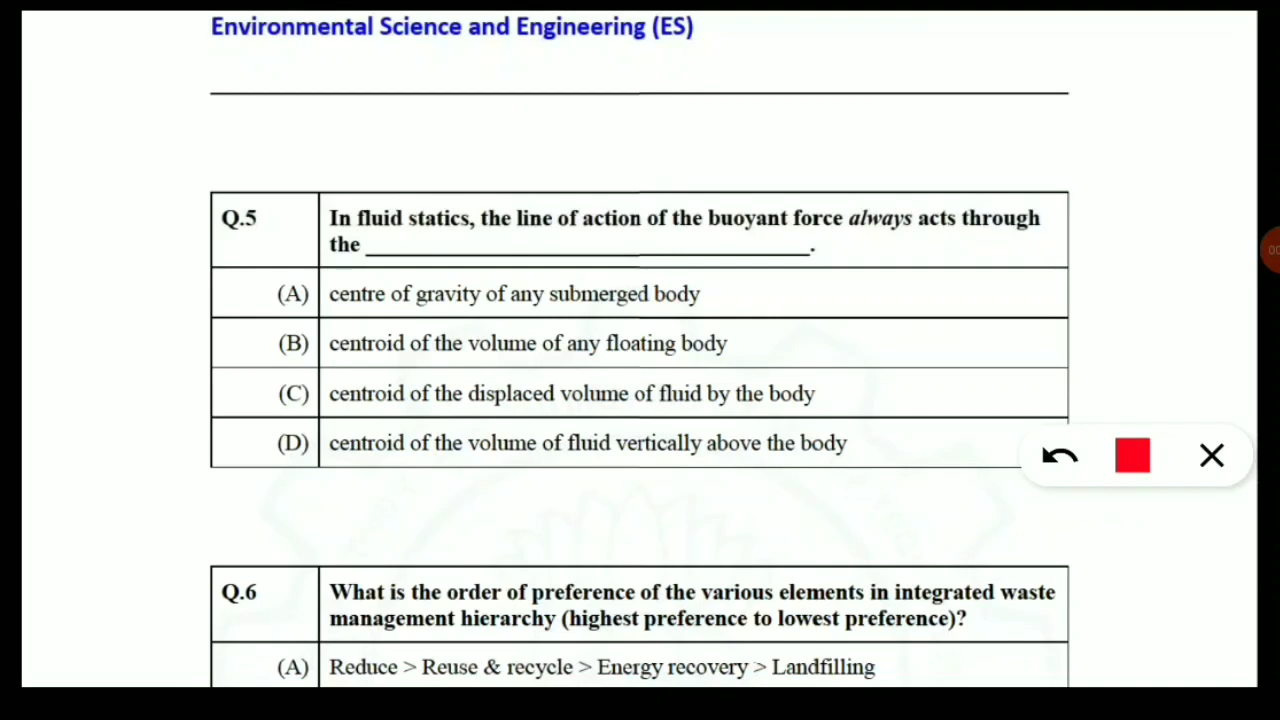 Environmental Science and Engineering (ES)
Q.5
In fluid statics, the line of action of the buoyant force always acts through
the ______________________________________.
(A) centre of gravity of any submerged body
(B) centroid of the volume of any floating body
(C) centroid of the displaced volume of fluid by the body
(D) centroid of the volume of fluid vertically above the body
Q.6
What is the order of preference of the various elements in integrated waste
management hierarchy (highest preference to lowest preference)?
(A) Reduce > Reuse & recycle > Energy recovery > Landfilling